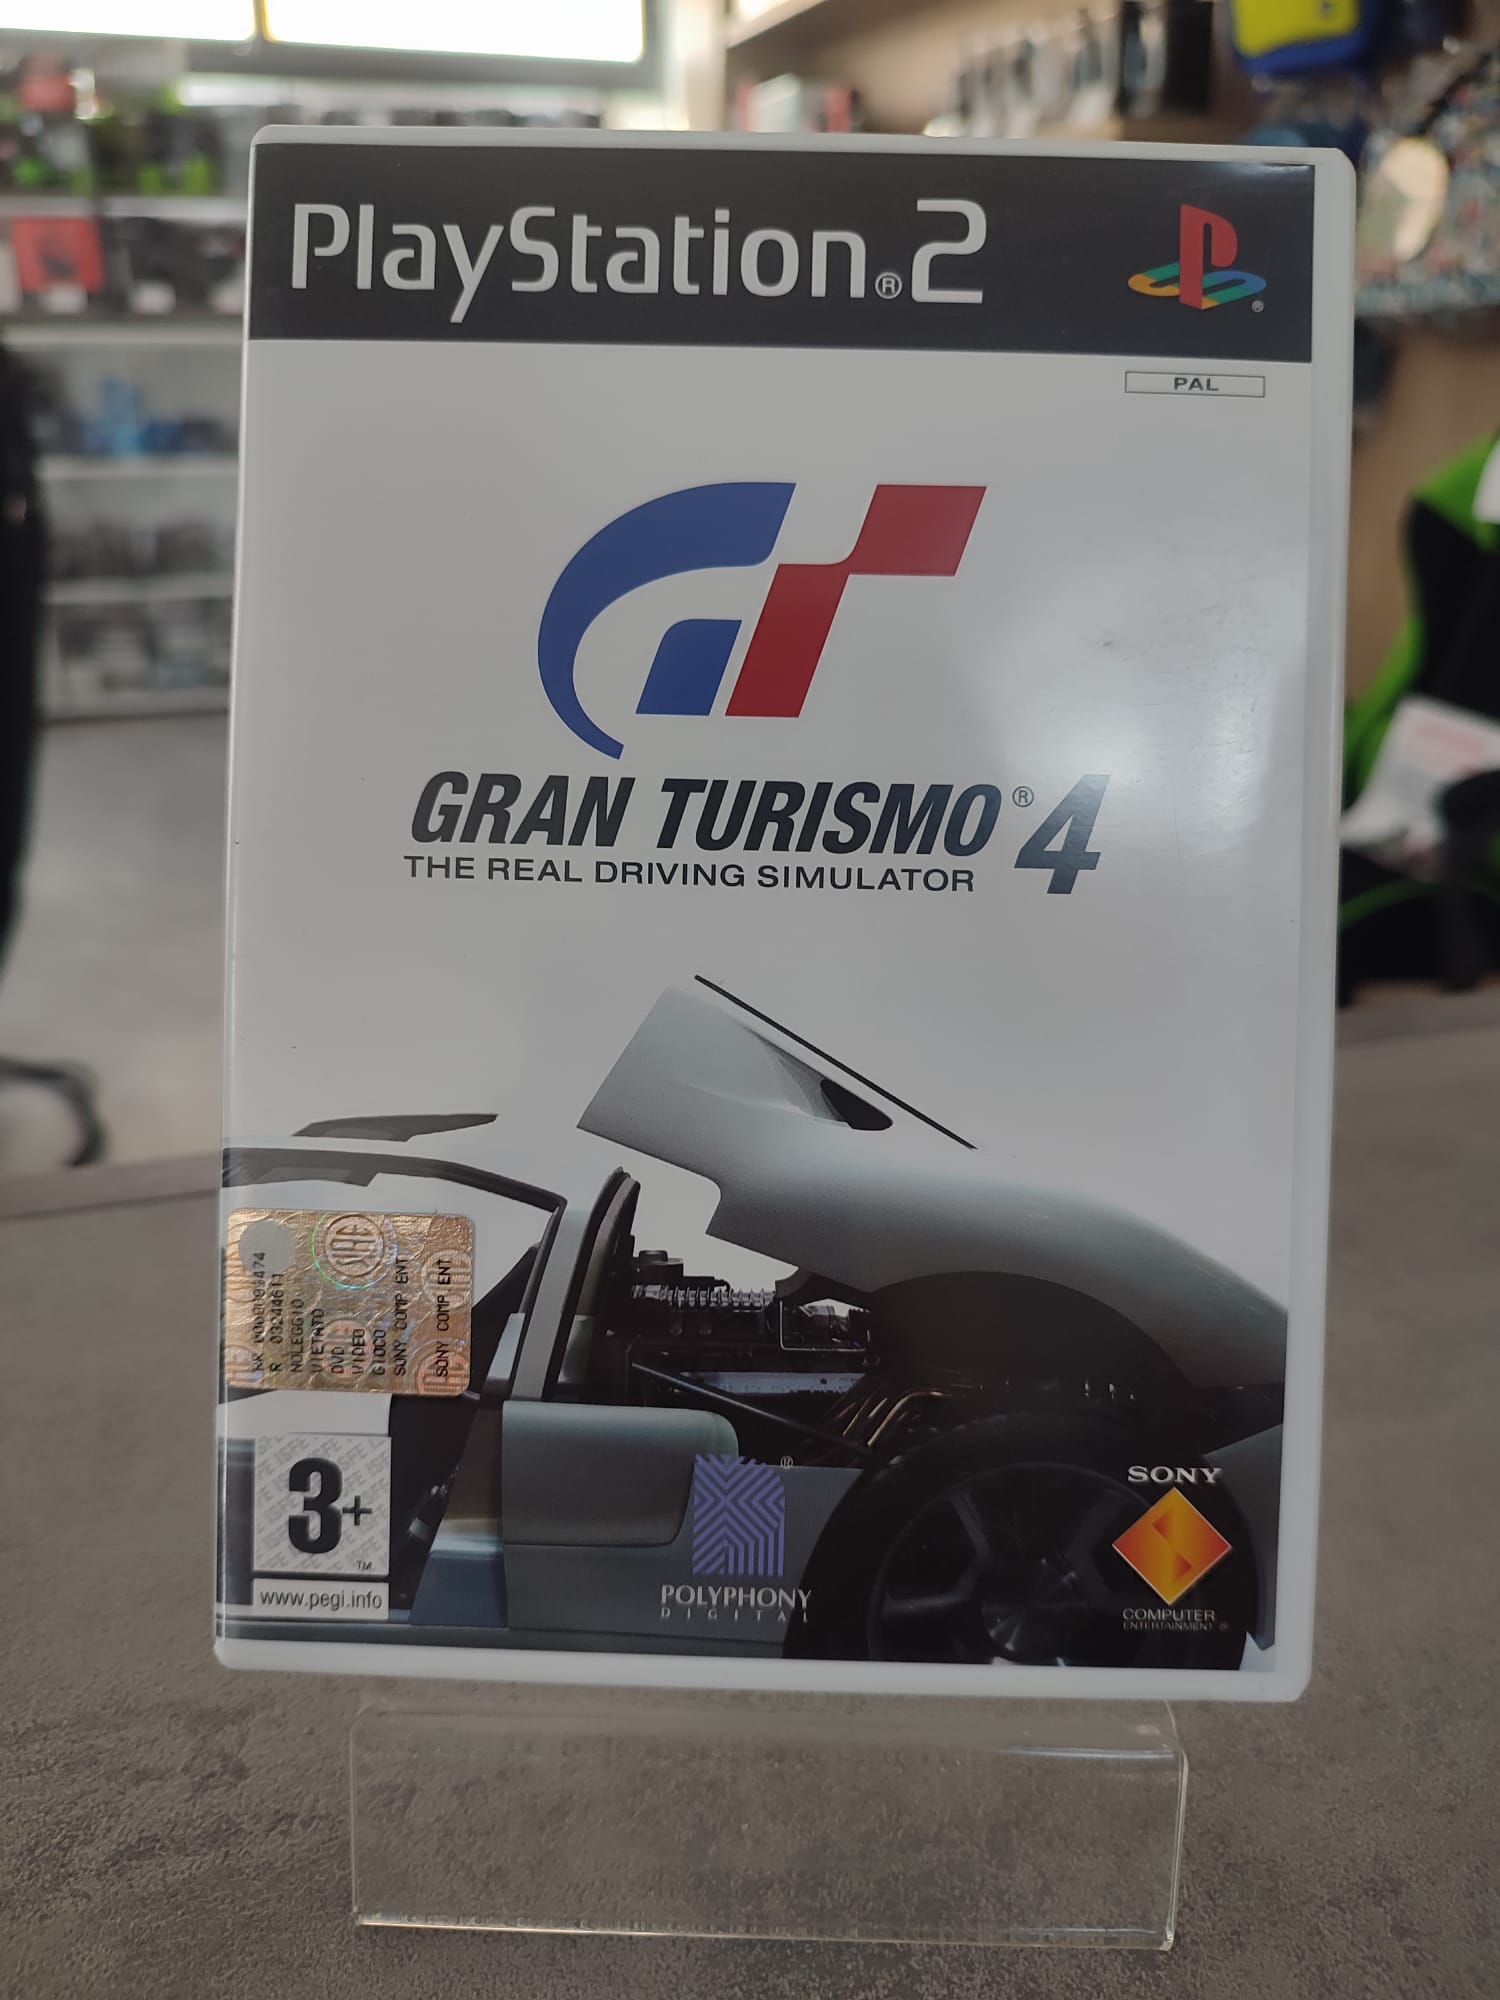 PlayStation®2
PAL
GRAN TURISMO® 4
THE REAL DRIVING SIMULATOR
NOLEGGIO
VIETATO
DVD
VIDEO
GIOCO
SONY COMP ENT
SONY COMP ENT
3+
TM
www.pegi.info
®
POLYPHONY
DIGITAL
SONY
COMPUTER
ENTERTAINMENT ®